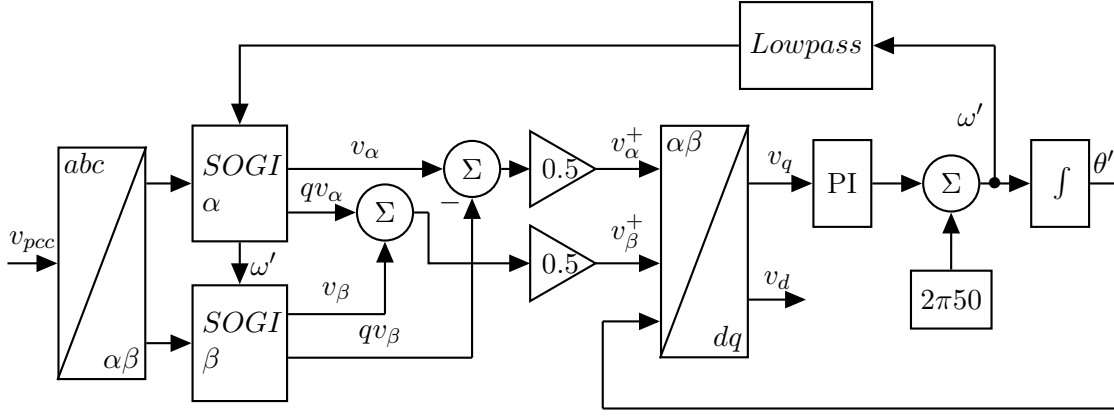 Lowpass
ω'
abc
αβ
v_pcc
SOGI
α
ω'
SOGI
β
v_α
qv_α
v_β
qv_β
Σ
Σ
−
0.5
0.5
v_α^+
v_β^+
αβ
dq
v_q
v_d
PI
Σ
2π50
∫
θ'